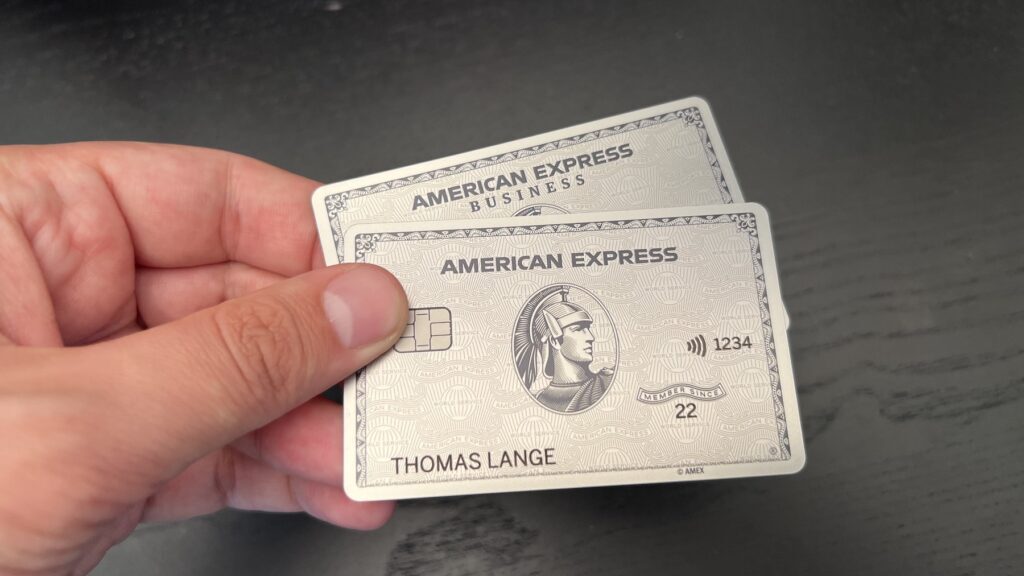 AMERICAN EXPRESS
BUSINESS
AMERICAN EXPRESS
1234
MEMBER SINCE
22
THOMAS LANGE
© AMEX
®